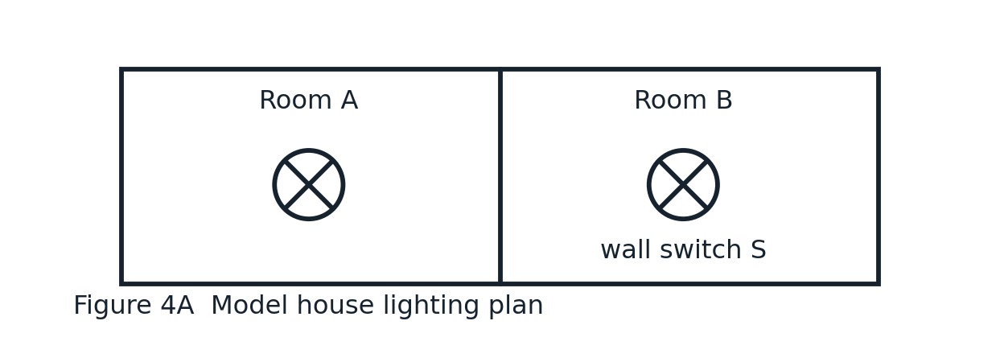 Room A
Room B
wall switch S
Figure 4A  Model house lighting plan